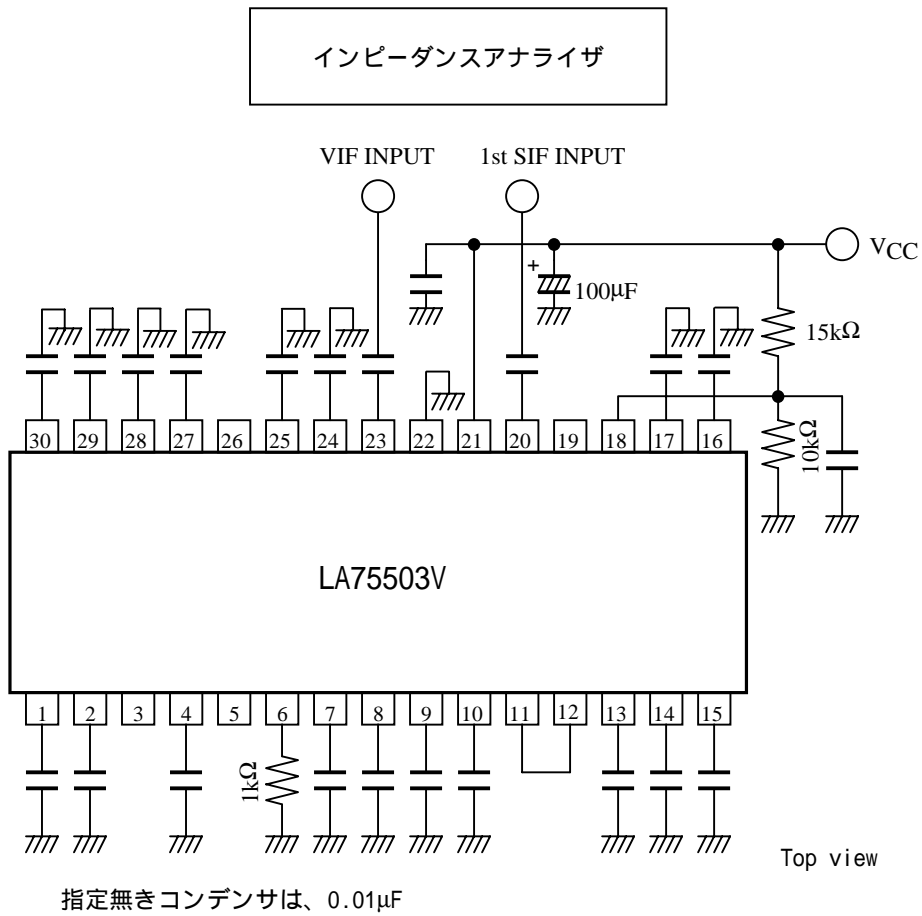 インピーダンスアナライザ
VIF INPUT 1st SIF INPUT
VCC
+
100μF
15kΩ
30 29 28 27 26 25 24 23 22 21 20 19 18 17 16
10kΩ
LA75503V
1 2 3 4 5 6 7 8 9 10 11 12 13 14 15
1kΩ
Top view
指定無きコンデンサは、0.01μF